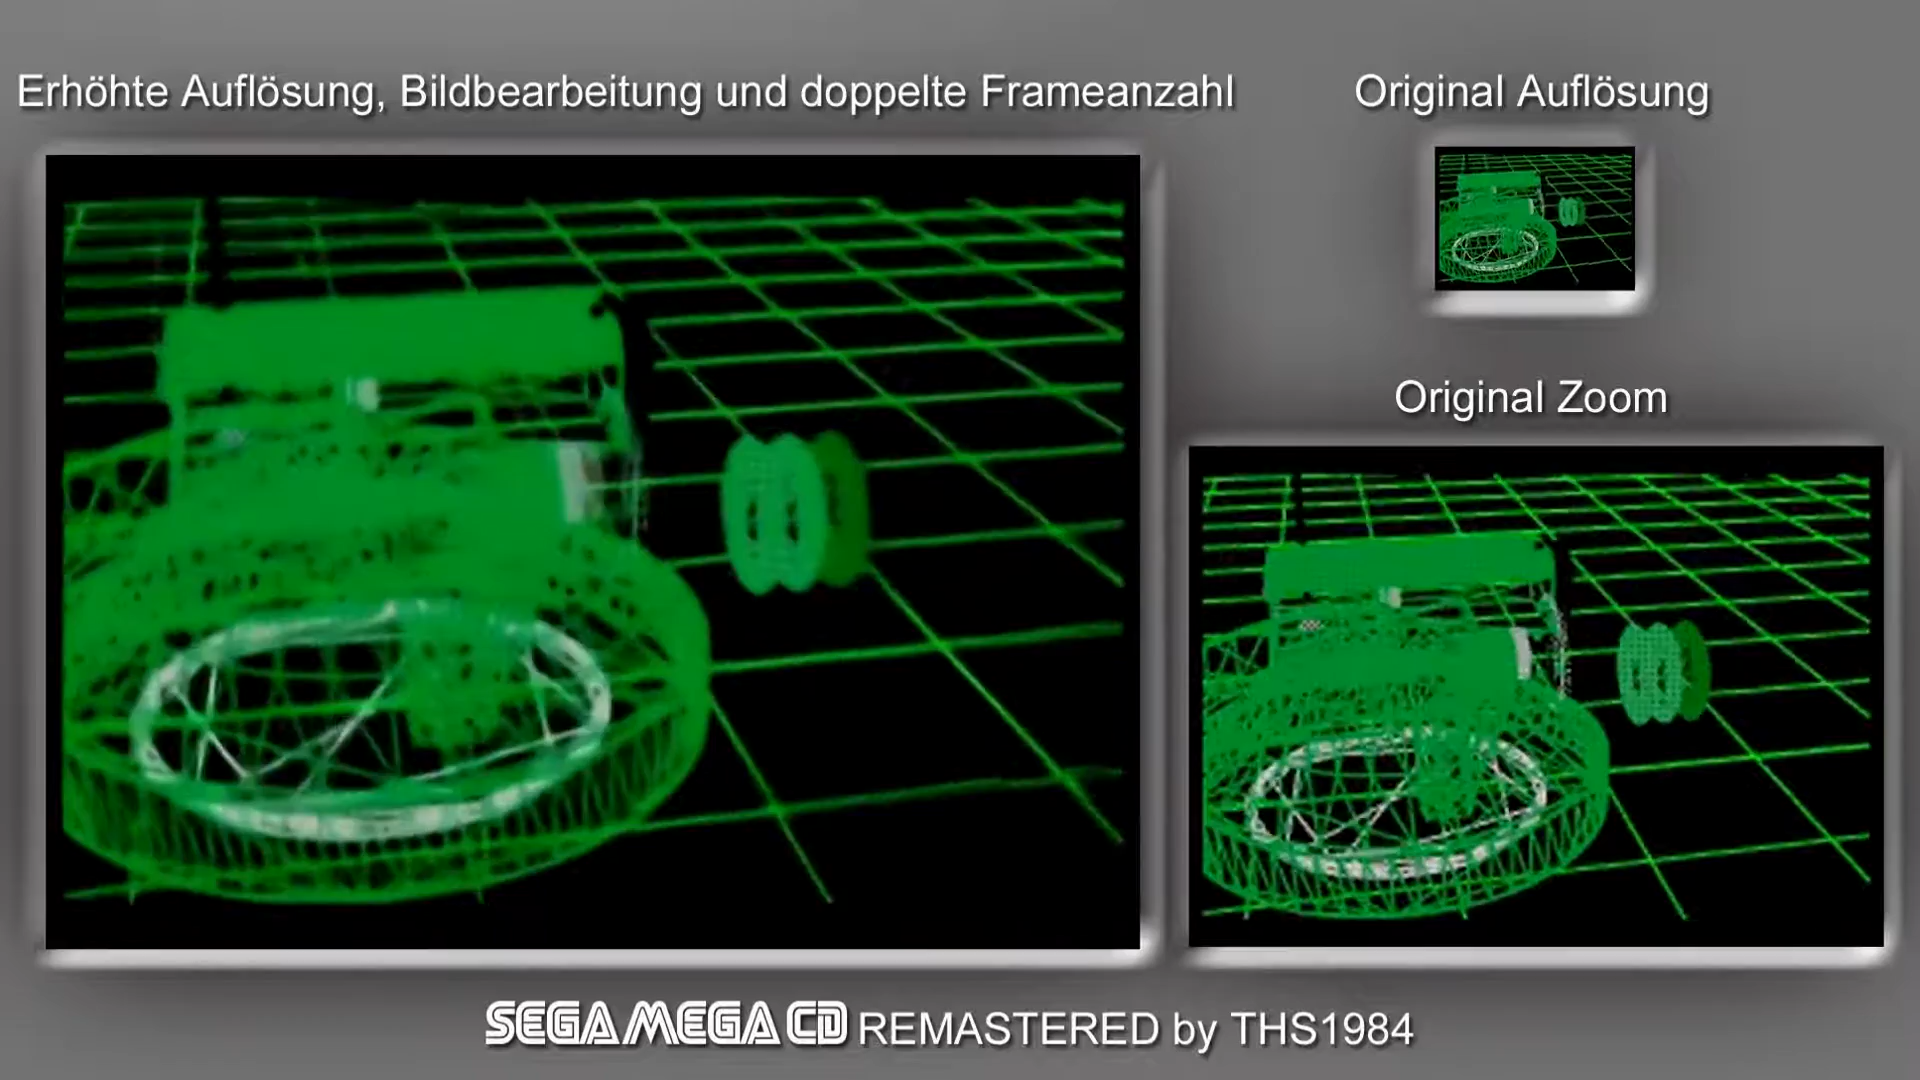 Erhöhte Auflösung, Bildbearbeitung und doppelte Frameanzahl
Original Auflösung
Original Zoom
SEGA MEGA CD REMASTERED by THS1984